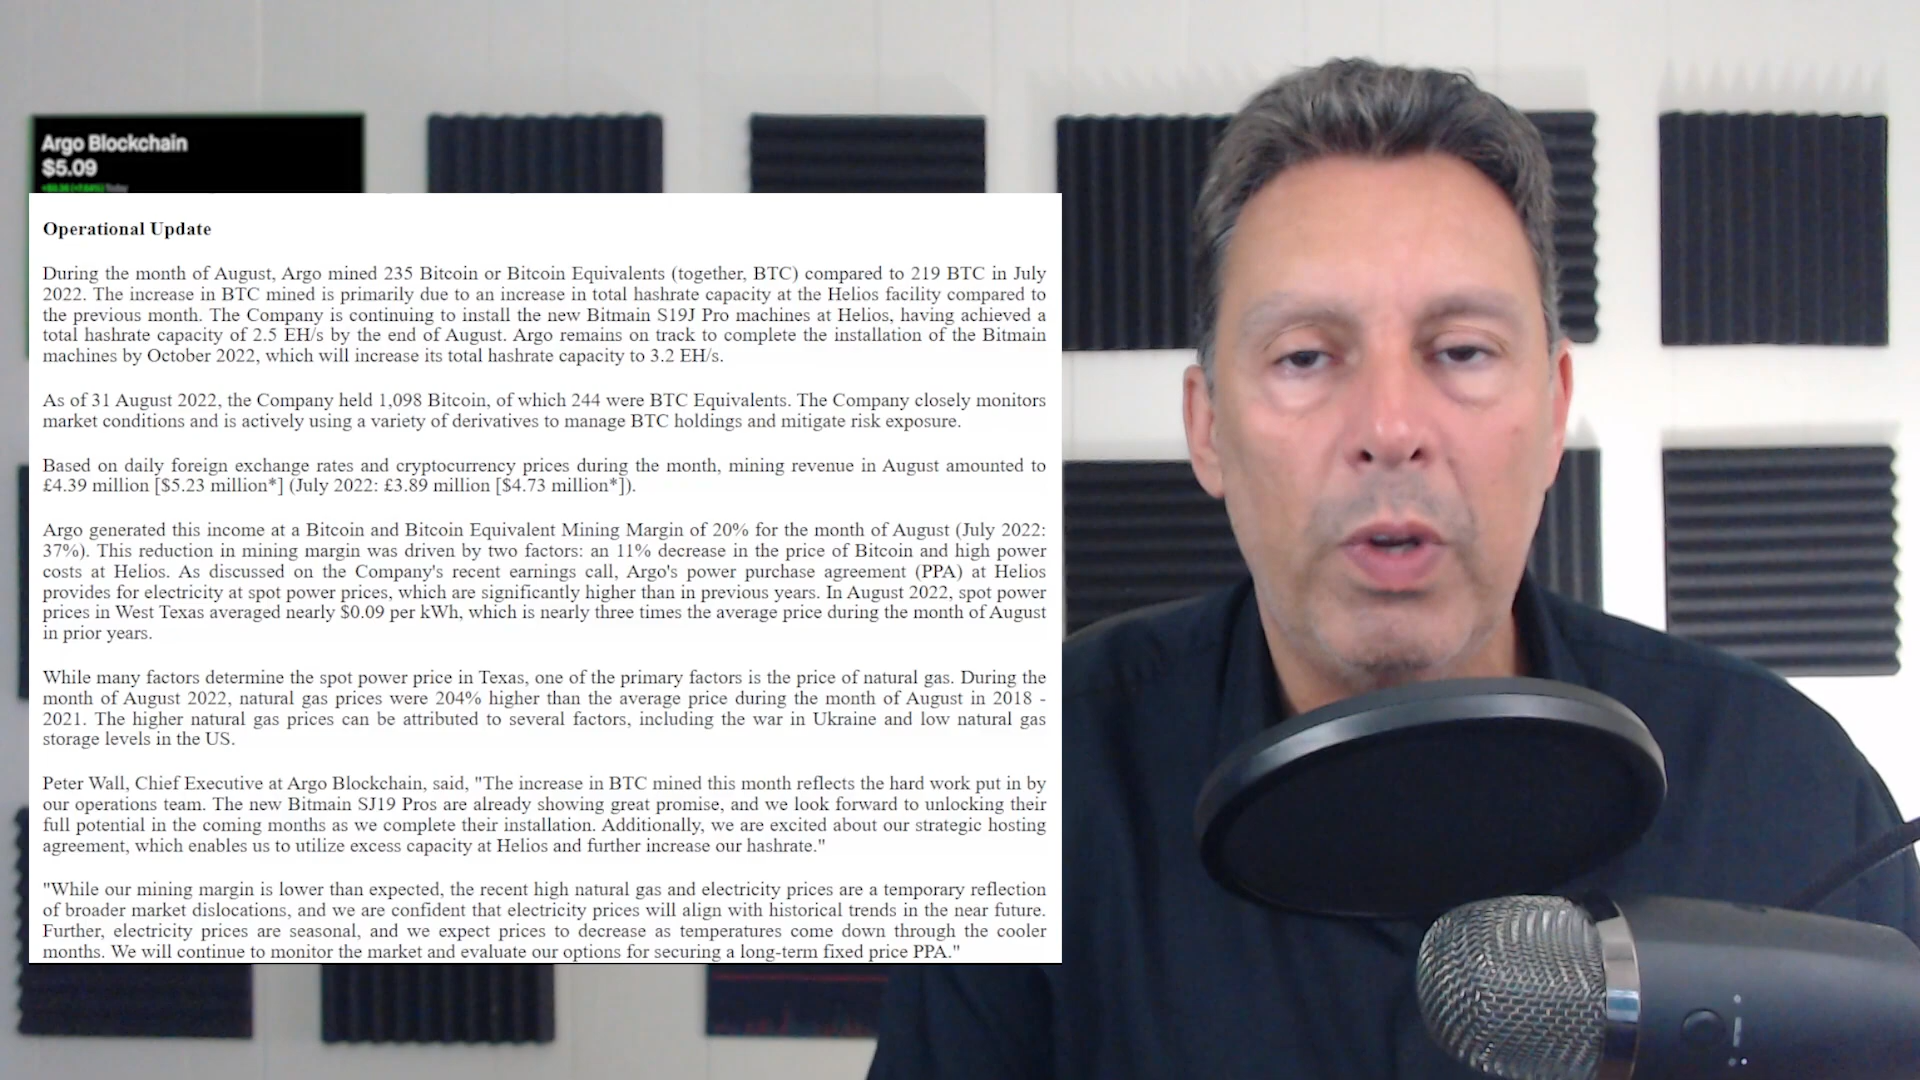 Argo Blockchain
$5.09
Today
Operational Update
During the month of August, Argo mined 235 Bitcoin or Bitcoin Equivalents (together, BTC) compared to 219 BTC in July
2022. The increase in BTC mined is primarily due to an increase in total hashrate capacity at the Helios facility compared to
the previous month. The Company is continuing to install the new Bitmain S19J Pro machines at Helios, having achieved a
total hashrate capacity of 2.5 EH/s by the end of August. Argo remains on track to complete the installation of the Bitmain
machines by October 2022, which will increase its total hashrate capacity to 3.2 EH/s.
As of 31 August 2022, the Company held 1,098 Bitcoin, of which 244 were BTC Equivalents. The Company closely monitors
market conditions and is actively using a variety of derivatives to manage BTC holdings and mitigate risk exposure.
Based on daily foreign exchange rates and cryptocurrency prices during the month, mining revenue in August amounted to
£4.39 million [$5.23 million*] (July 2022: £3.89 million [$4.73 million*]).
Argo generated this income at a Bitcoin and Bitcoin Equivalent Mining Margin of 20% for the month of August (July 2022:
37%). This reduction in mining margin was driven by two factors: an 11% decrease in the price of Bitcoin and high power
costs at Helios. As discussed on the Company's recent earnings call, Argo's power purchase agreement (PPA) at Helios
provides for electricity at spot power prices, which are significantly higher than in previous years. In August 2022, spot power
prices in West Texas averaged nearly $0.09 per kWh, which is nearly three times the average price during the month of August
in prior years.
While many factors determine the spot power price in Texas, one of the primary factors is the price of natural gas. During the
month of August 2022, natural gas prices were 204% higher than the average price during the month of August in 2018 -
2021. The higher natural gas prices can be attributed to several factors, including the war in Ukraine and low natural gas
storage levels in the US.
Peter Wall, Chief Executive at Argo Blockchain, said, "The increase in BTC mined this month reflects the hard work put in by
our operations team. The new Bitmain SJ19 Pros are already showing great promise, and we look forward to unlocking their
full potential in the coming months as we complete their installation. Additionally, we are excited about our strategic hosting
agreement, which enables us to utilize excess capacity at Helios and further increase our hashrate."
"While our mining margin is lower than expected, the recent high natural gas and electricity prices are a temporary reflection
of broader market dislocations, and we are confident that electricity prices will align with historical trends in the near future.
Further, electricity prices are seasonal, and we expect prices to decrease as temperatures come down through the cooler
months. We will continue to monitor the market and evaluate our options for securing a long-term fixed price PPA."